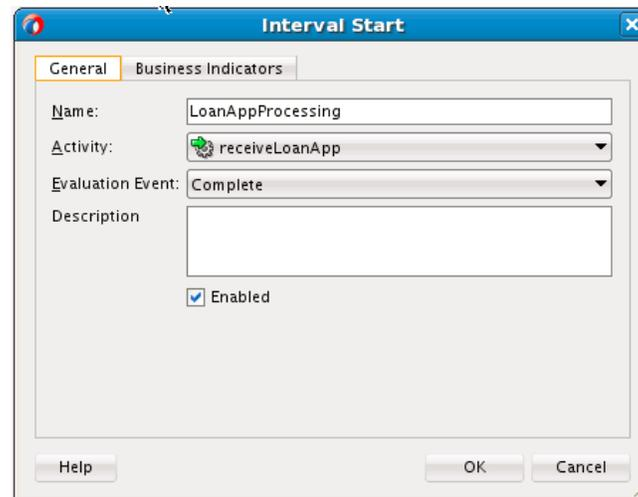 Interval Start
General Business Indicators
Name: LoanAppProcessing
Activity: receiveLoanApp
Evaluation Event: Complete
Description
Enabled
Help OK Cancel